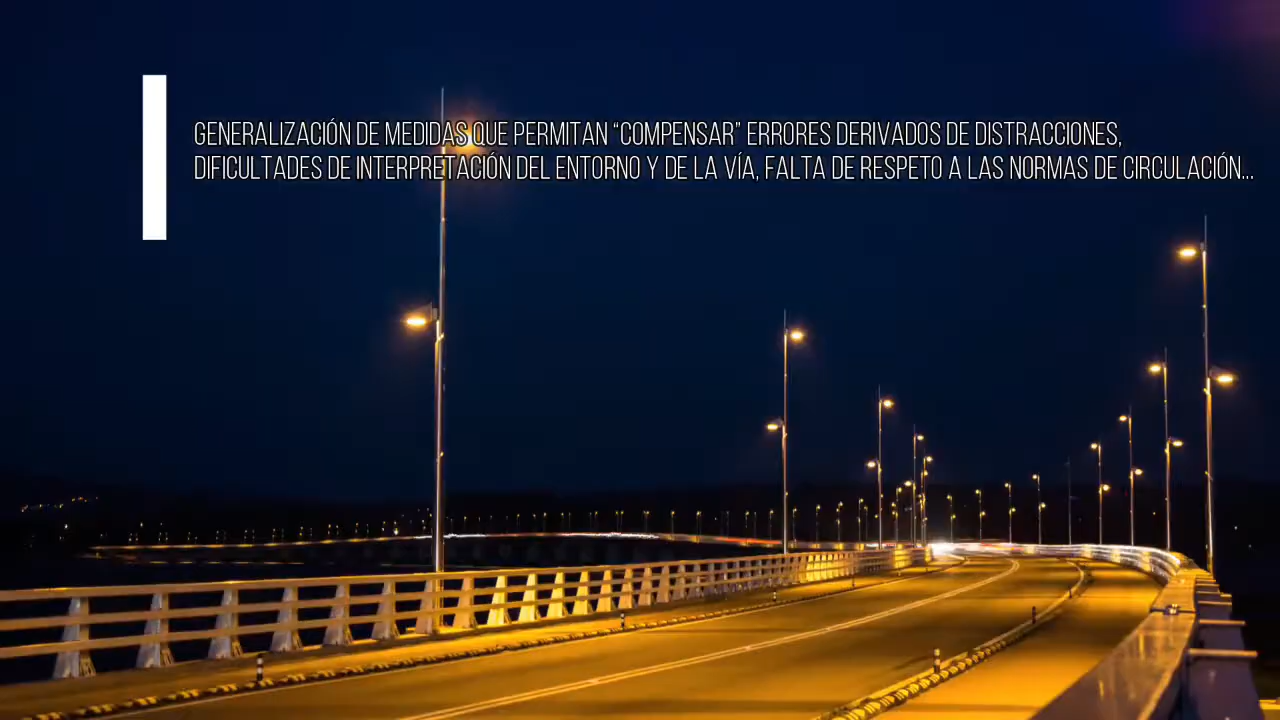 GENERALIZACIÓN DE MEDIDAS QUE PERMITAN “COMPENSAR” ERRORES DERIVADOS DE DISTRACCIONES,
DIFICULTADES DE INTERPRETACIÓN DEL ENTORNO Y DE LA VÍA, FALTA DE RESPETO A LAS NORMAS DE CIRCULACIÓN...